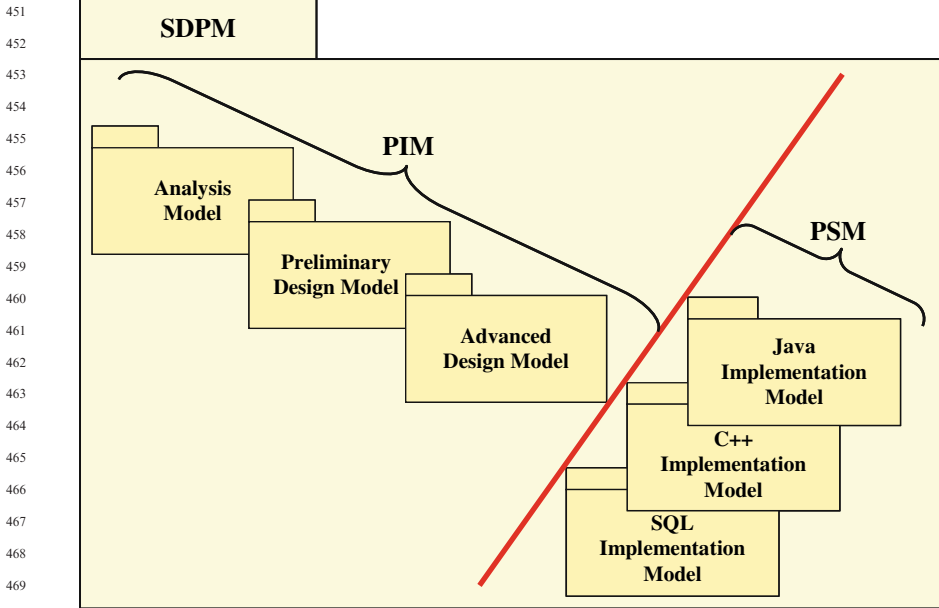 451
452
453
454
455
456
457
458
459
460
461
462
463
464
465
466
467
468
469
SDPM
PIM
Analysis
Model
Preliminary
Design Model
Advanced
Design Model
PSM
Java
Implementation
Model
C++
Implementation
Model
SQL
Implementation
Model